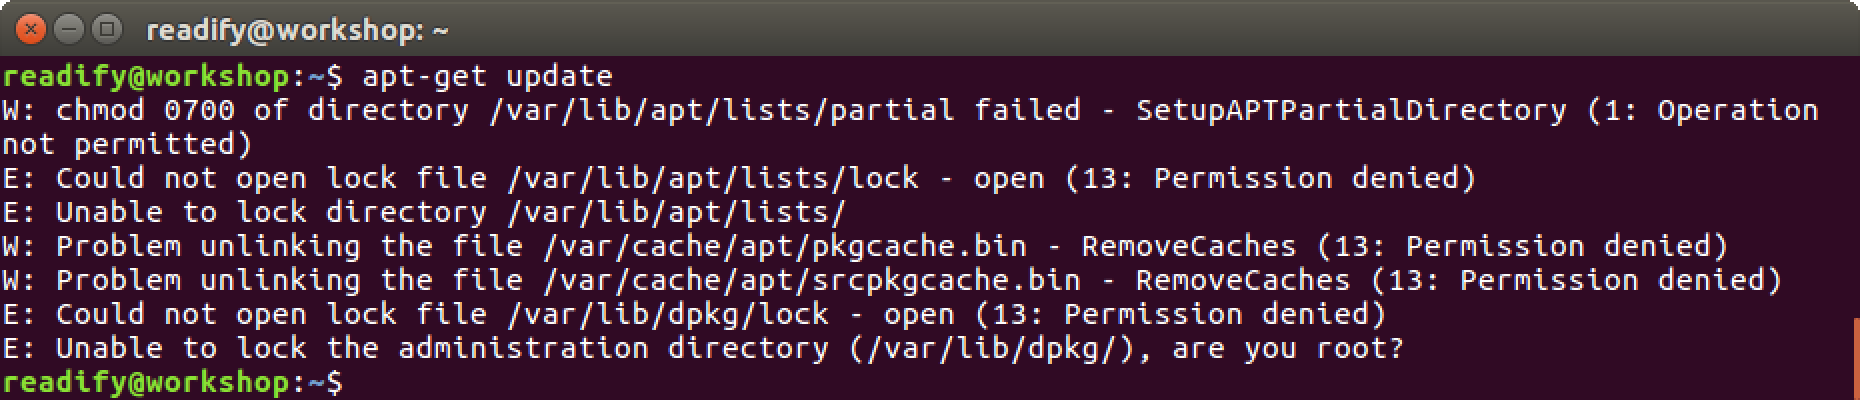 readify@workshop: ~
readify@workshop:~$ apt-get update
W: chmod 0700 of directory /var/lib/apt/lists/partial failed - SetupAPTPartialDirectory (1: Operation
not permitted)
E: Could not open lock file /var/lib/apt/lists/lock - open (13: Permission denied)
E: Unable to lock directory /var/lib/apt/lists/
W: Problem unlinking the file /var/cache/apt/pkgcache.bin - RemoveCaches (13: Permission denied)
W: Problem unlinking the file /var/cache/apt/srcpkgcache.bin - RemoveCaches (13: Permission denied)
E: Could not open lock file /var/lib/dpkg/lock - open (13: Permission denied)
E: Unable to lock the administration directory (/var/lib/dpkg/), are you root?
readify@workshop:~$